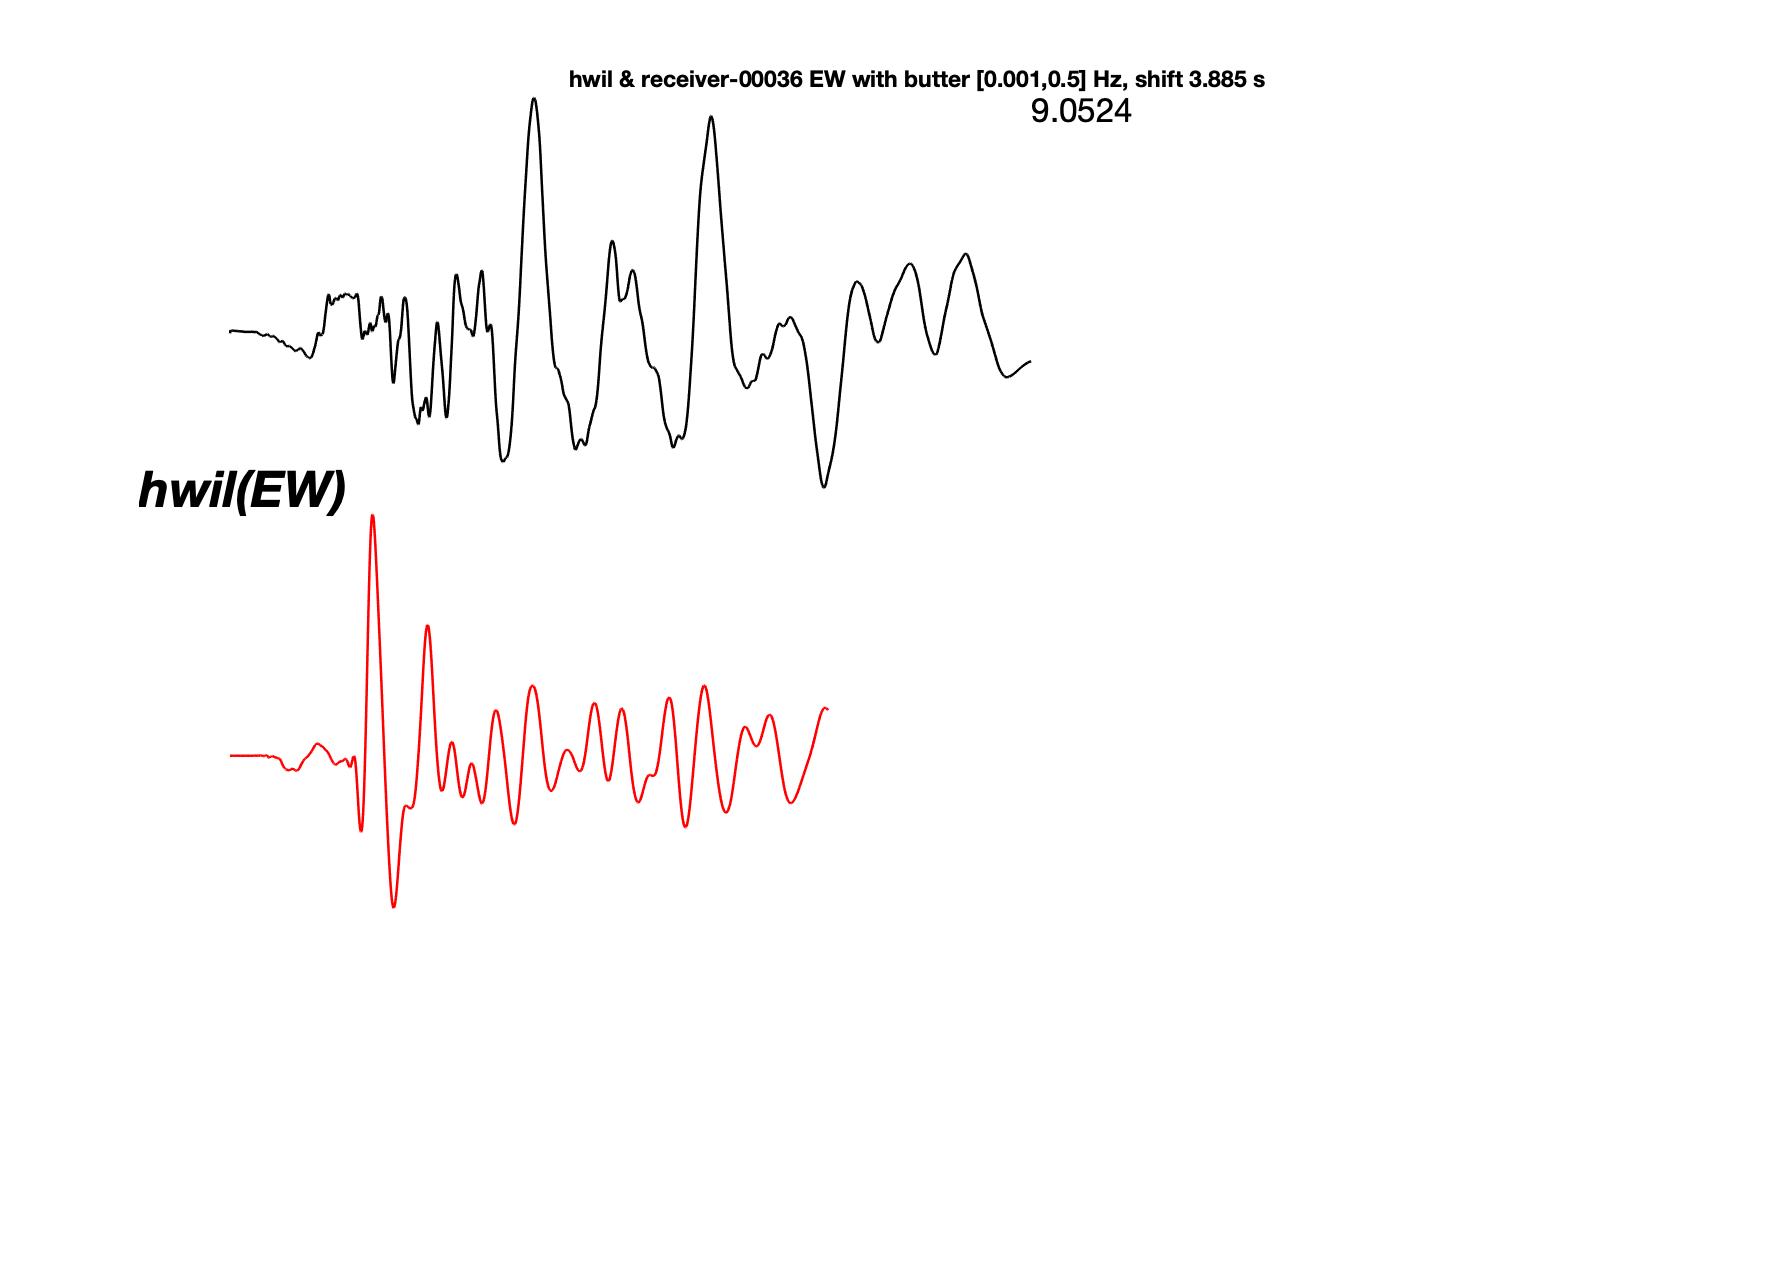 hwil & receiver-00036 EW with butter [0.001,0.5] Hz, shift 3.885 s
9.0524
hwil(EW)